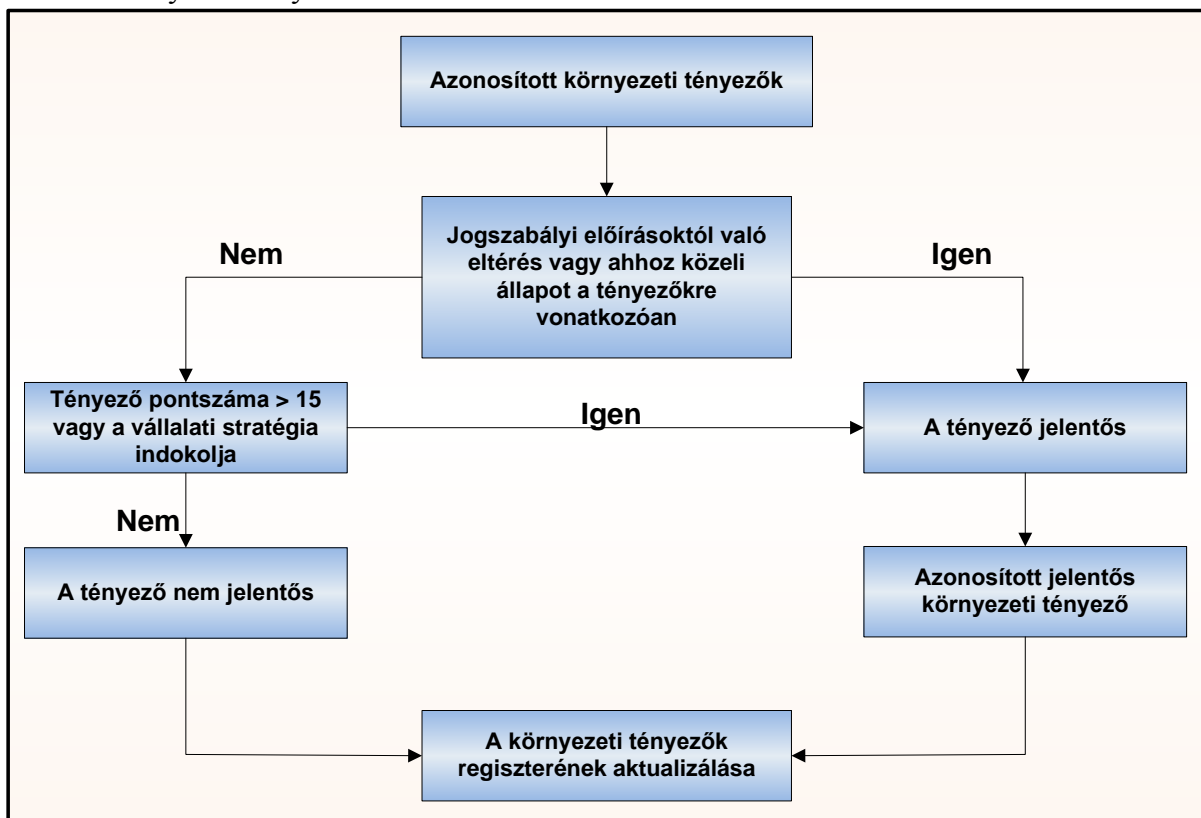 Azonosított környezeti tényezők
Jogszabályi előírásoktól való
eltérés vagy ahhoz közeli
állapot a tényezőkre
vonatkozóan
Nem
Igen
Tényező pontszáma > 15
vagy a vállalati stratégia
indokolja
Igen
A tényező jelentős
Nem
A tényező nem jelentős
Azonosított jelentős
környezeti tényező
A környezeti tényezők
regiszterének aktualizálása